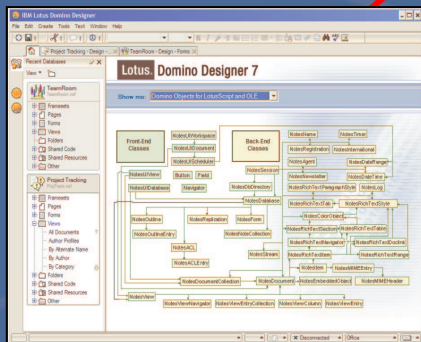 IBM Lotus Domino Designer
File Edit Create Tools Text Window Help
Project Tracking - Design -...
TeamRoom - Design - Forms
Recent Databases
View
TeamRoom
Framesets
Pages
Forms
Views
Folders
Shared Code
Shared Resources
Other
Project Tracking
Framesets
Pages
Forms
Views
All Documents
Author Profiles
By Alternate Name
By Author
By Category
Folders
Shared Code
Shared Resources
Other
Lotus. Domino Designer 7
Show me: Domino Objects for LotusScript and OLE
Front-End Classes
Back-End Classes
NotesUIWorkspace
NotesUIDocument
NotesUIScheduler
NotesUIView
Button
Field
NotesUIDatabase
Navigator
NotesSession
NotesDbDirectory
NotesDatabase
NotesName
NotesTimer
NotesRegistration
NotesInternational
NotesAgent
NotesDateRange
NotesNewsletter
NotesDateTime
NotesRichTextParagraphStyle
NotesLog
NotesRichTextTab
NotesRichTextStyle
NotesOutline
NotesReplication
NotesForm
NotesColorObject
NotesOutlineEntry
NotesNoteCollection
NotesRichTextSection
NotesRichTextTable
NotesACL
NotesRichTextNavigator
NotesRichTextDoclink
NotesACLEntry
NotesStream
NotesRichTextItem
NotesRichTextRange
NotesItem
NotesMIMEEntry
NotesDocumentCollection
NotesDocument
NotesEmbeddedObject
NotesMIMEHeader
NotesView
NotesViewNavigator
NotesViewEntryCollection
NotesViewColumn
NotesViewEntry
Disconnected
Office